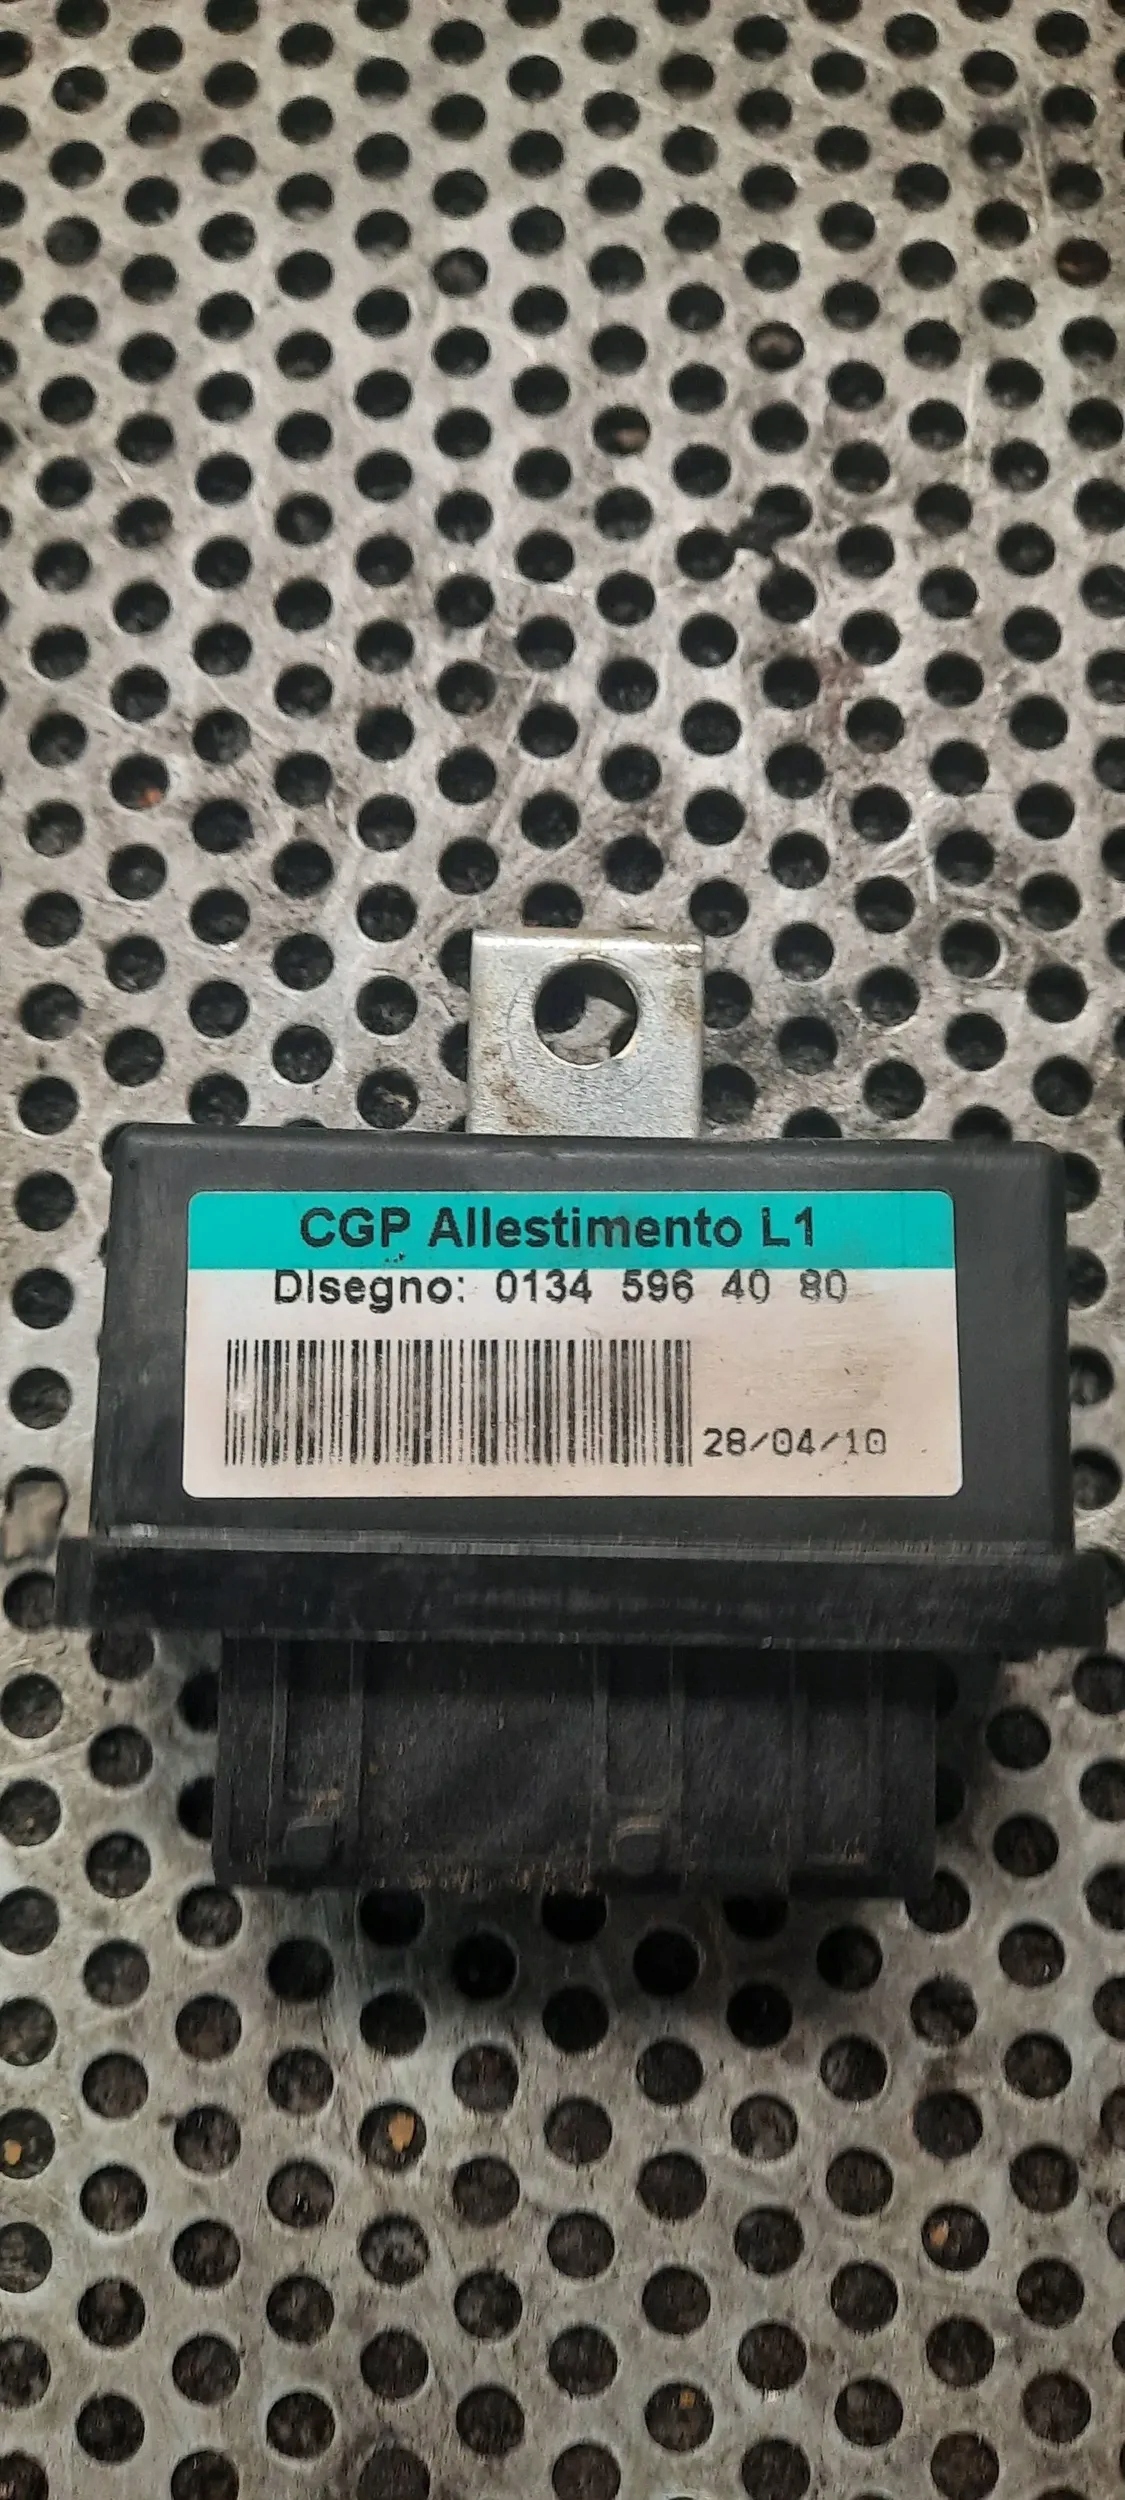 CGP Allestimento L1
Disegno: 0134 596 40 80
28/04/10